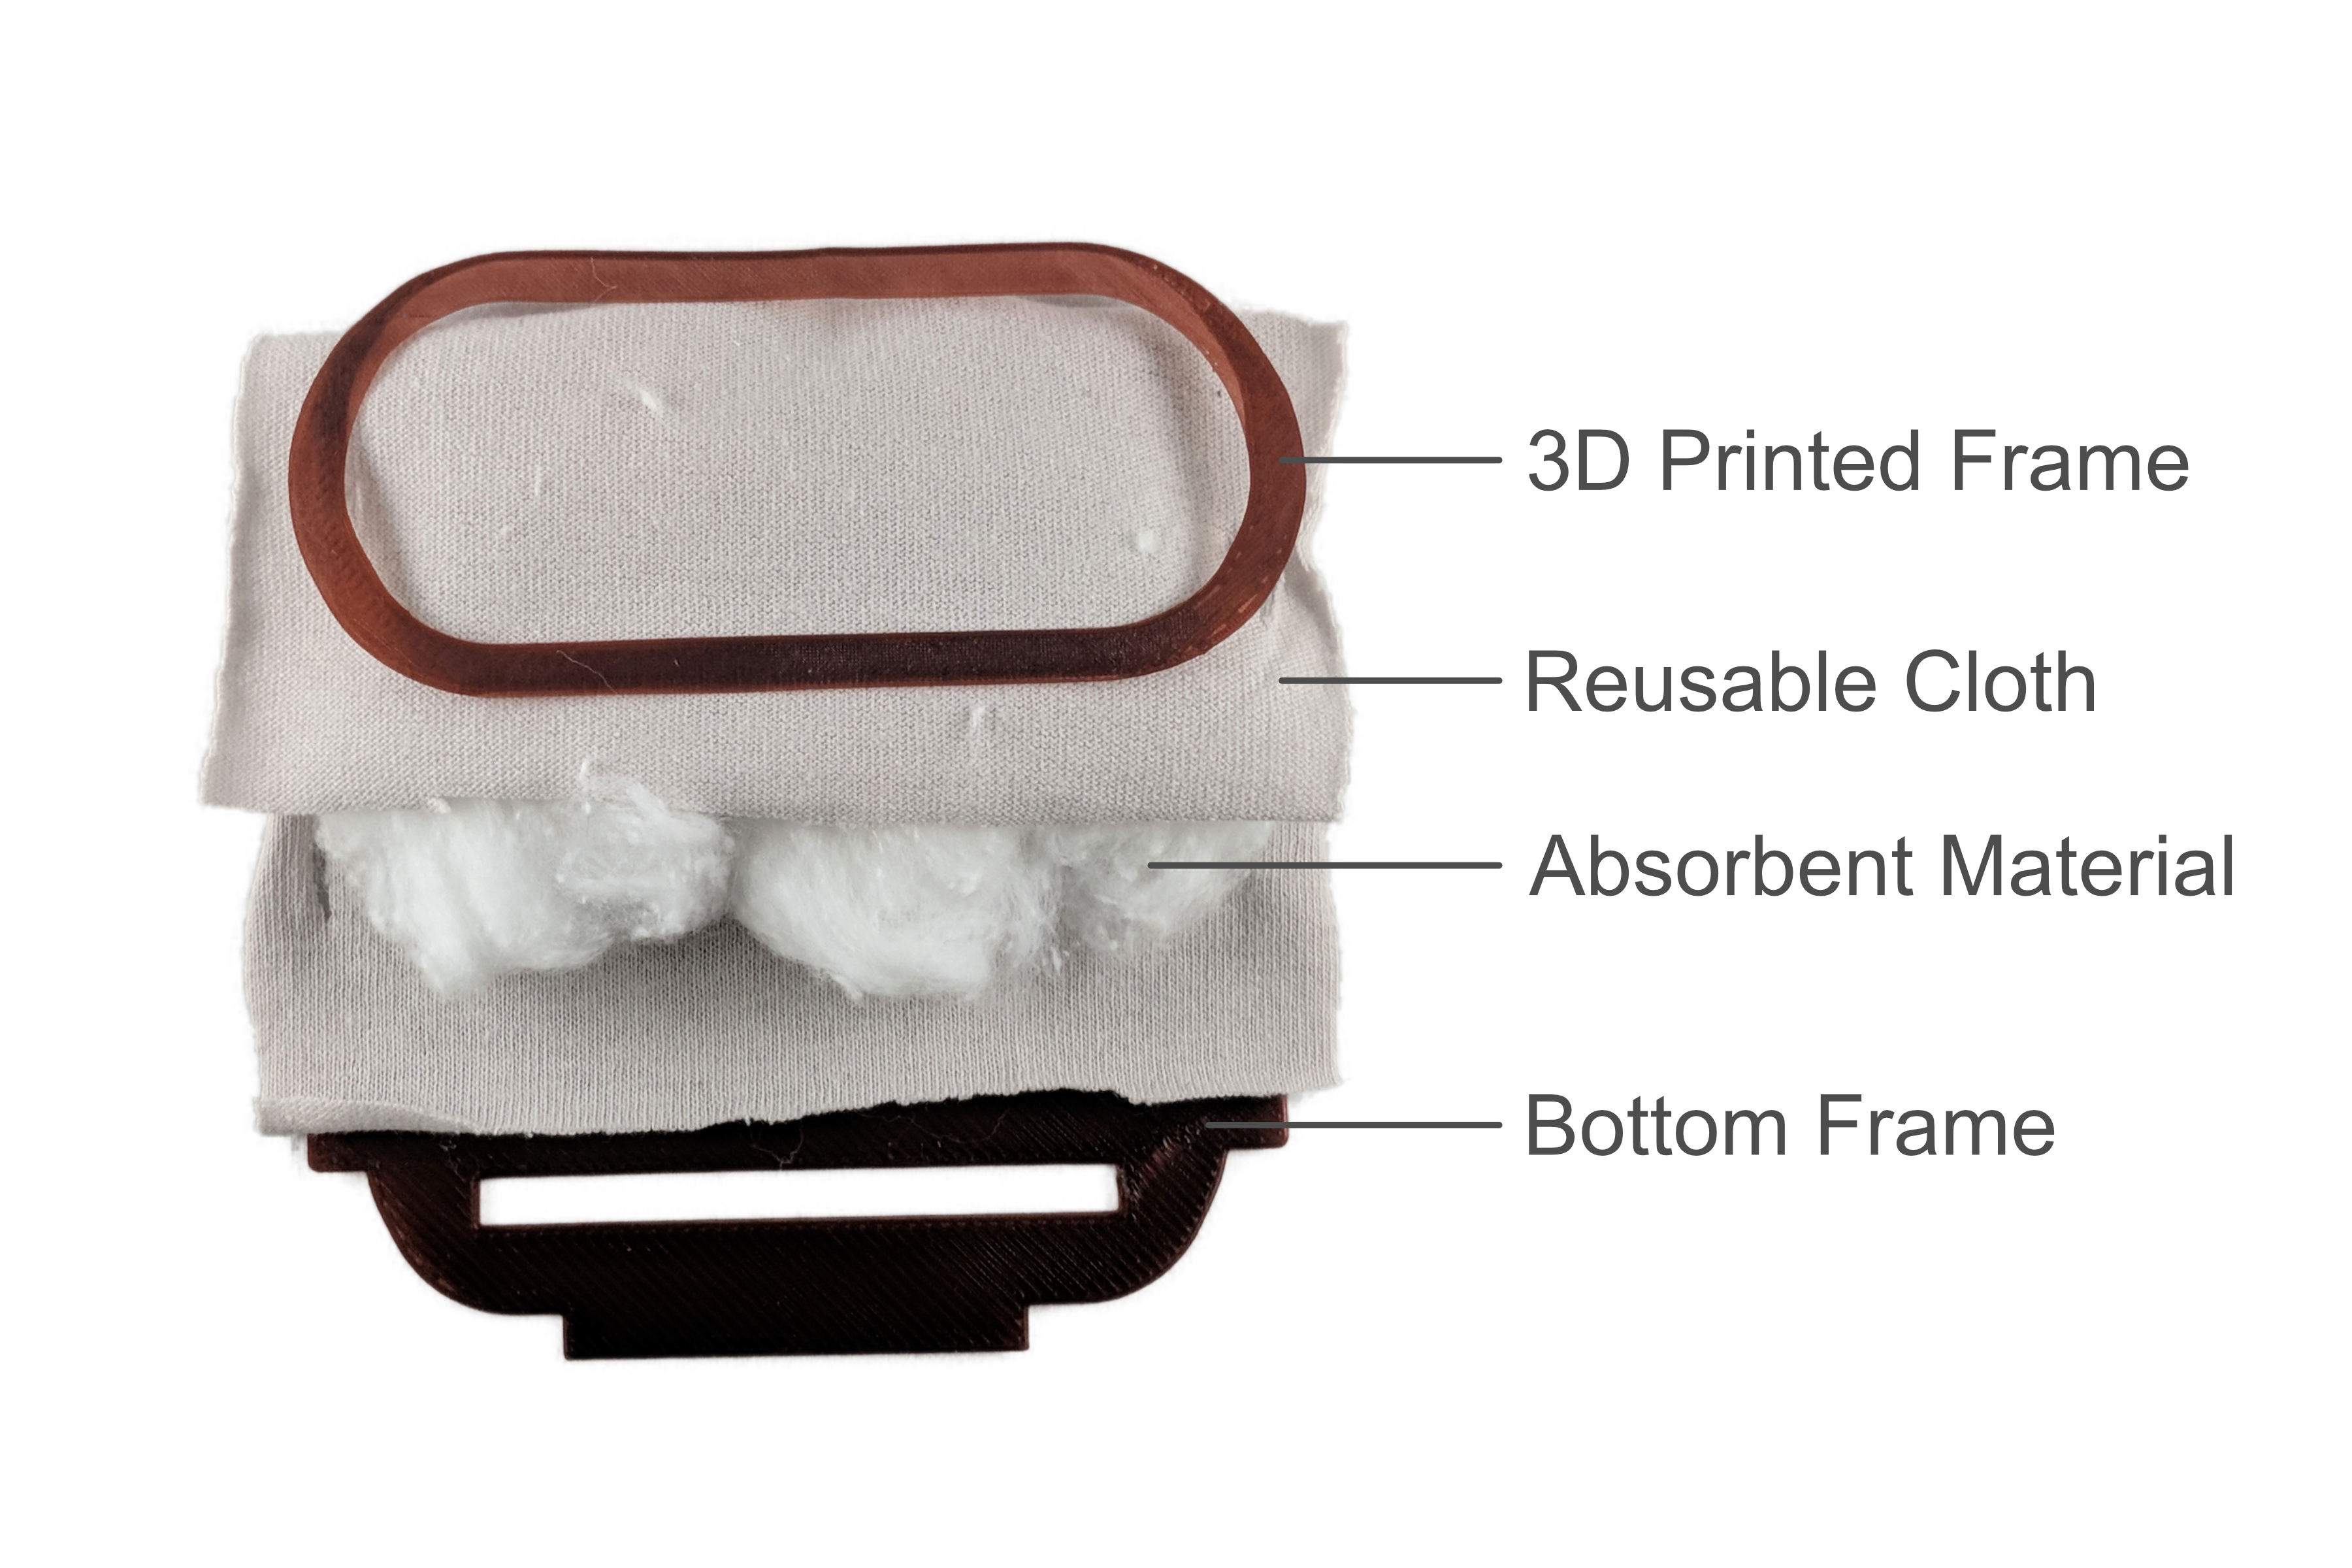 3D Printed Frame
Reusable Cloth
Absorbent Material
Bottom Frame